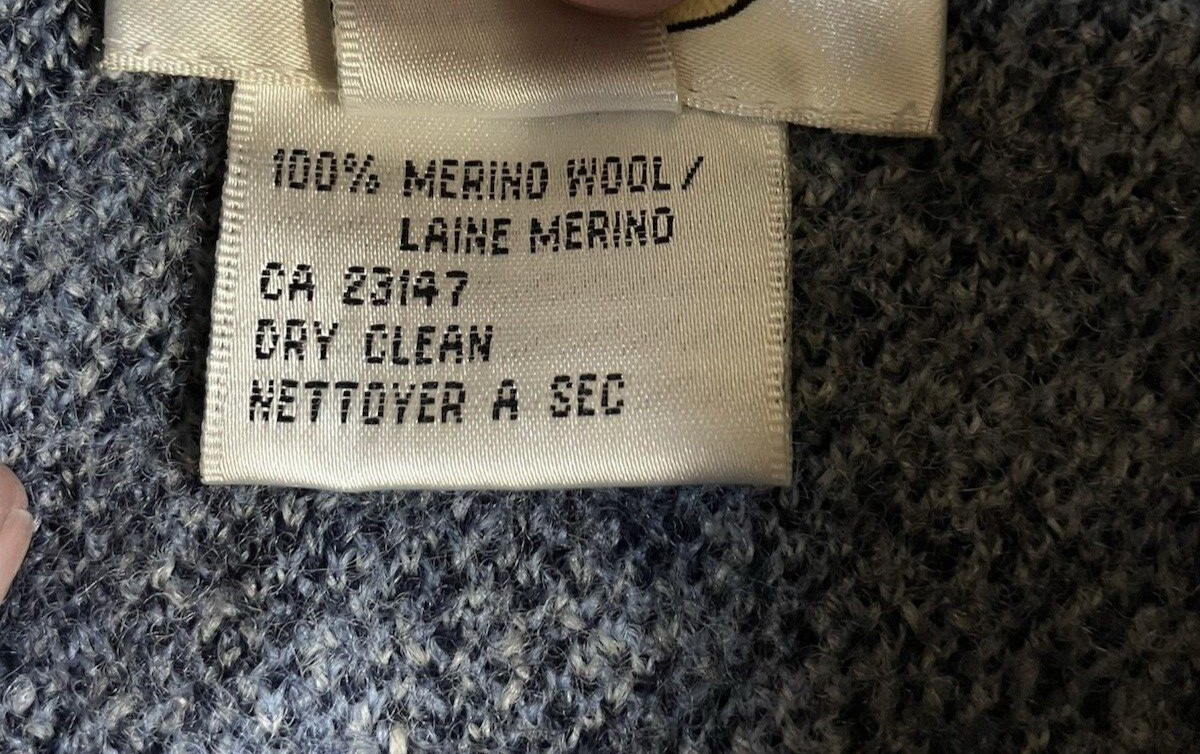 100% MERINO WOOL/
LAINE MERINO
CA 23147
DRY CLEAN
NETTOYER A SEC